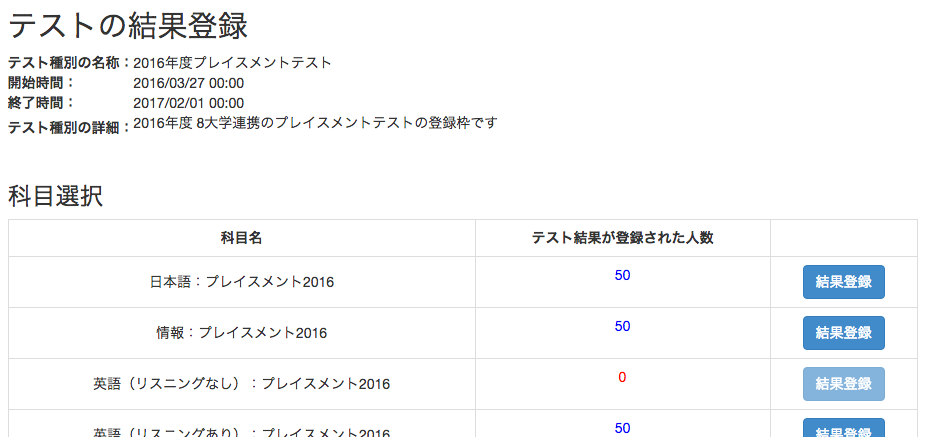 テストの結果登録
テスト種別の名称：2016年度プレイスメントテスト
開始時間：2016/03/27 00:00
終了時間：2017/02/01 00:00
テスト種別の詳細：2016年度 8大学連携のプレイスメントテストの登録枠です
科目選択
科目名 テスト結果が登録された人数
日本語：プレイスメント2016 50 結果登録
情報：プレイスメント2016 50 結果登録
英語（リスニングなし）：プレイスメント2016 0 結果登録
英語（リスニングあり）：プレイスメント2016 50 結果登録